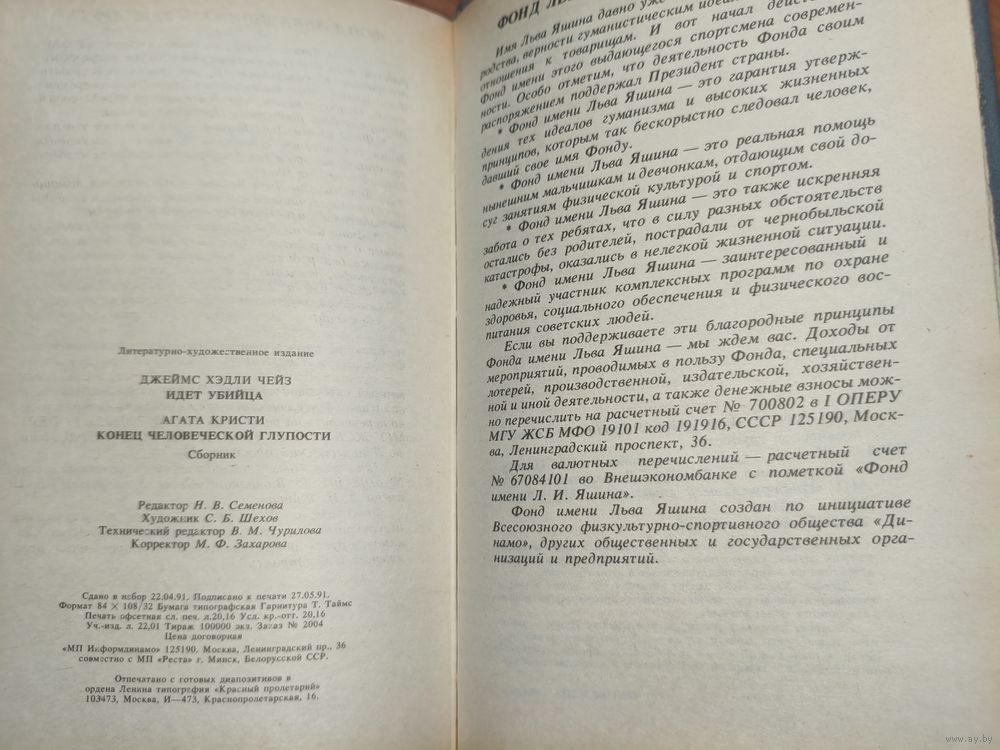 Литературно-художественное издание
ДЖЕЙМС ХЭДЛИ ЧЕЙЗ
ИДЕТ УБИЙЦА
АГАТА КРИСТИ
КОНЕЦ ЧЕЛОВЕЧЕСКОЙ ГЛУПОСТИ
Сборник
Редактор Н. В. Семенова
Художник С. Б. Шехов
Технический редактор В. М. Чурилова
Корректор М. Ф. Захарова
Сдано в набор 22.04.91. Подписано к печати 27.05.91.
Формат 84 × 108/32 Бумага типографская Гарнитура Т. Таймс
Печать офсетная сл. печ. л.20,16 Усл. кр.-отт. 20,16
Уч.-изд. л. 22,01 Тираж 100000 экз. Заказ № 2004
Цена договорная
«МП Информдинамо» 125190. Москва, Ленинградский пр., 36
совместно с МП «Реста» г. Минск, Белорусской ССР.
Отпечатано с готовых диапозитивов в
ордена Ленина типография «Красный пролетарий»
103473, Москва, И—473, Краснопролетарская, 16.
ФОНД
Имя Льва Яшина давно уже
родства, верности гуманистическим
отношения к товарищам. И вот начал
Фонд имени этого выдающегося спортсмена современ-
ности. Особо отметим, что деятельность Фонда своим
распоряжением поддержал Президент страны.
* Фонд имени Льва Яшина — это гарантия утверж-
дения тех идеалов гуманизма и высоких жизненных
принципов, которым так бескорыстно следовал человек,
давший свое имя Фонду.
* Фонд имени Льва Яшина — это реальная помощь
нынешним мальчишкам и девчонкам, отдающим свой до-
суг занятиям физической культурой и спортом.
* Фонд имени Льва Яшина — это также искренняя
забота о тех ребятах, что в силу разных обстоятельств
остались без родителей, пострадали от чернобыльской
катастрофы, оказались в нелегкой жизненной ситуации.
* Фонд имени Льва Яшина — заинтересованный и
надежный участник комплексных программ по охране
здоровья, социального обеспечения и физического вос-
питания советских людей.
Если вы поддерживаете эти благородные принципы
Фонда имени Льва Яшина — мы ждем вас. Доходы от
мероприятий, проводимых в пользу Фонда, специальных
лотерей, производственной, издательской, хозяйствен-
ной и иной деятельности, а также денежные взносы мож-
но перечислить на расчетный счет № 700802 в I ОПЕРУ
МГУ ЖСБ МФО 19101 код 191916, СССР 125190, Моск-
ва, Ленинградский проспект, 36.
Для валютных перечислений — расчетный счет
№ 67084101 во Внешэкономбанке с пометкой «Фонд
имени Л. И. Яшина».
Фонд имени Льва Яшина создан по инициативе
Всесоюзного физкультурно-спортивного общества «Ди-
намо», других общественных и государственных орга-
низаций и предприятий.
www.ay.by